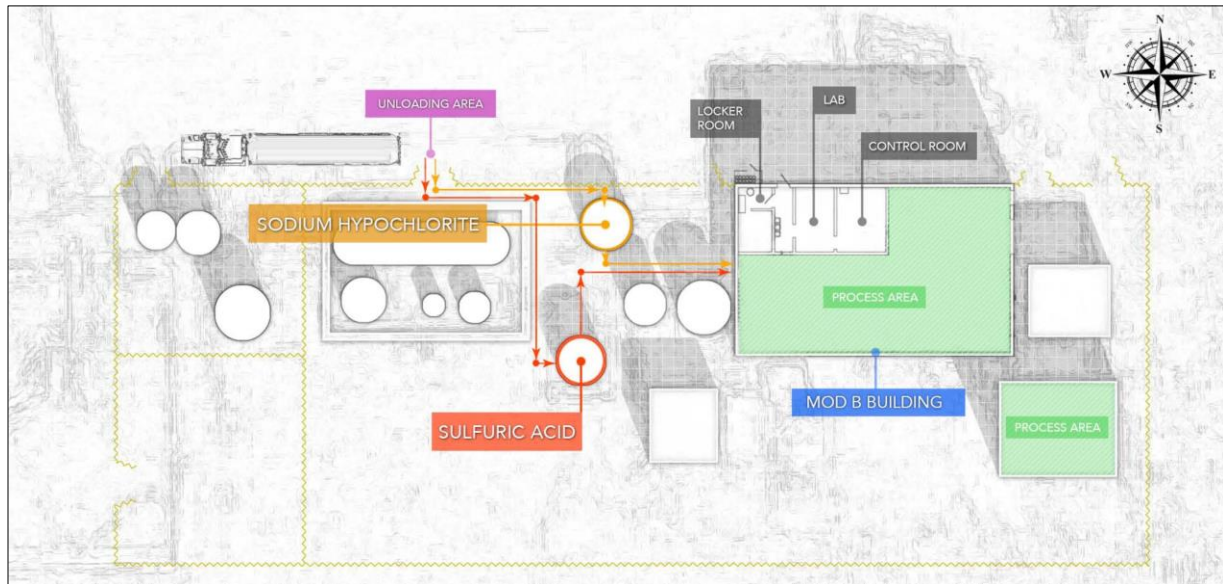 N
W
E
S
UNLOADING AREA
LOCKER
ROOM
LAB
CONTROL ROOM
SODIUM HYPOCHLORITE
PROCESS AREA
MOD B BUILDING
SULFURIC ACID
PROCESS AREA